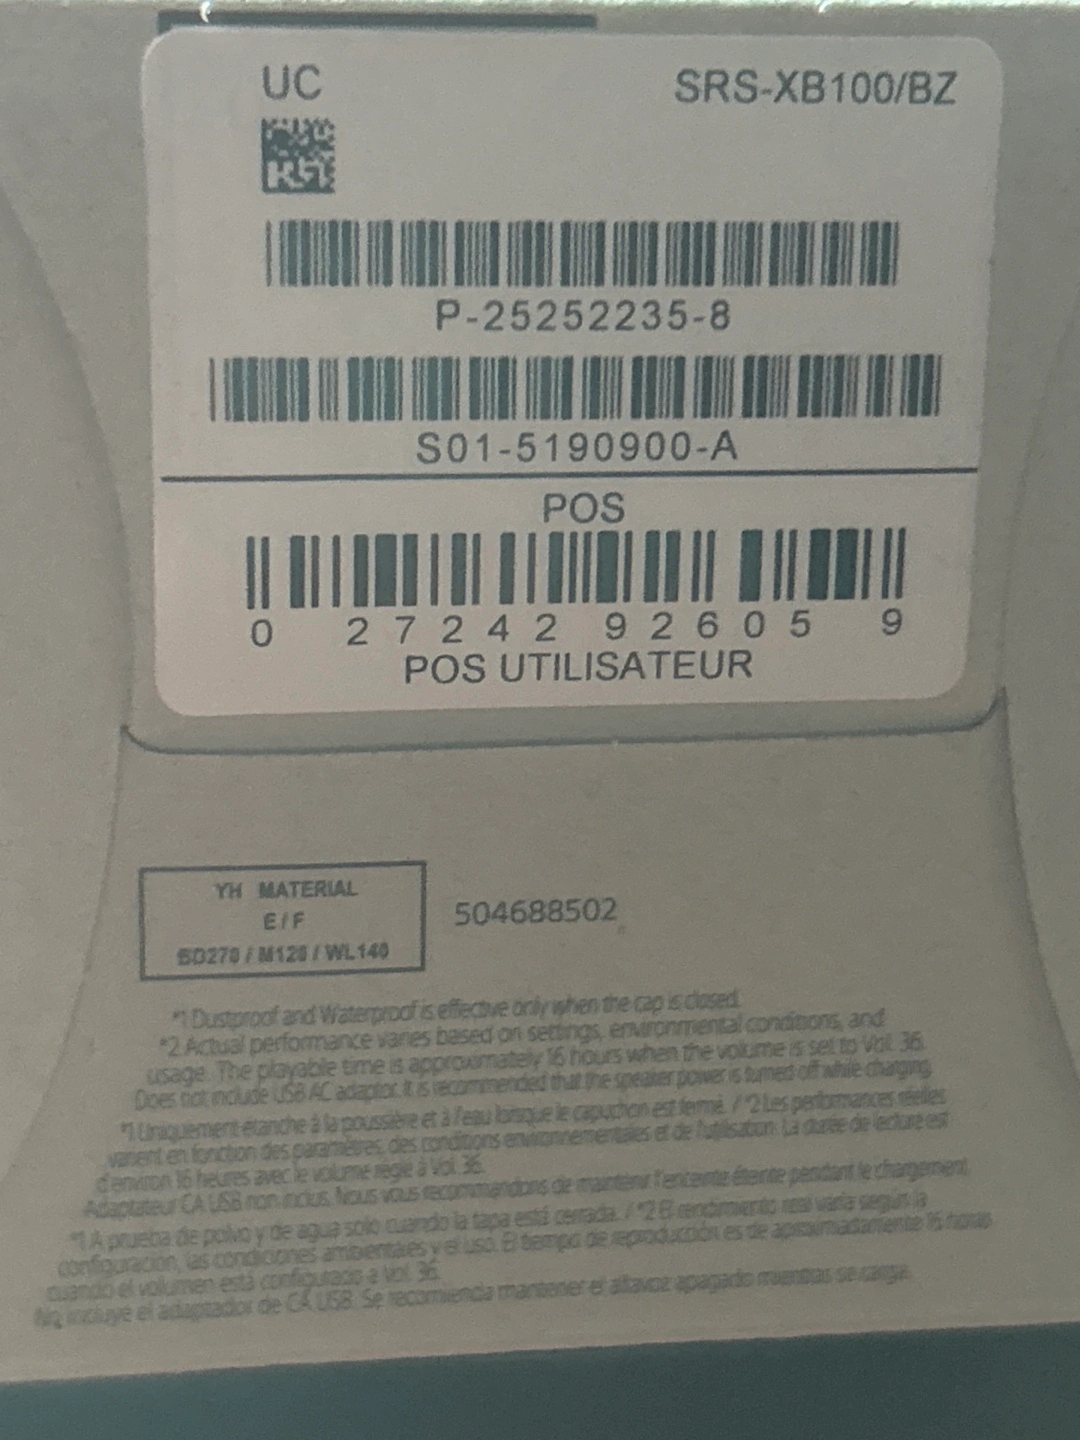 UC
SRS-XB100/BZ
P-25252235-8
S01-5190900-A
POS
0 27242 92605 9
POS UTILISATEUR
YH MATERIAL
E/F
SD270 / M120 / WL140
504688502
*1 Dustproof and Waterproof is effective only when the cap is closed.
*2 Actual performance varies based on settings, environmental conditions, and
usage. The playable time is approximately 16 hours when the volume is set to Vol. 36.
Does not include USB AC adaptor. It is recommended that the speaker power is turned off while charging.
*1 Uniquement étanche à la poussière et à l'eau lorsque le capuchon est fermé. / *2 Les performances réelles
varient en fonction des paramètres, des conditions environnementales et de l'utilisation. La durée de lecture est
d'environ 16 heures avec le volume réglé à Vol. 36.
Adaptateur CA USB non inclus. Nous vous recommandons de maintenir l'enceinte éteinte pendant le chargement.
*1 A prueba de polvo y de agua solo cuando la tapa está cerrada. / *2 El rendimiento real varía según la
configuración, las condiciones ambientales y el uso. El tiempo de reproducción es de aproximadamente 16 horas
cuando el volumen está configurado a Vol. 36.
No incluye el adaptador de CA USB. Se recomienda mantener el altavoz apagado mientras se carga.